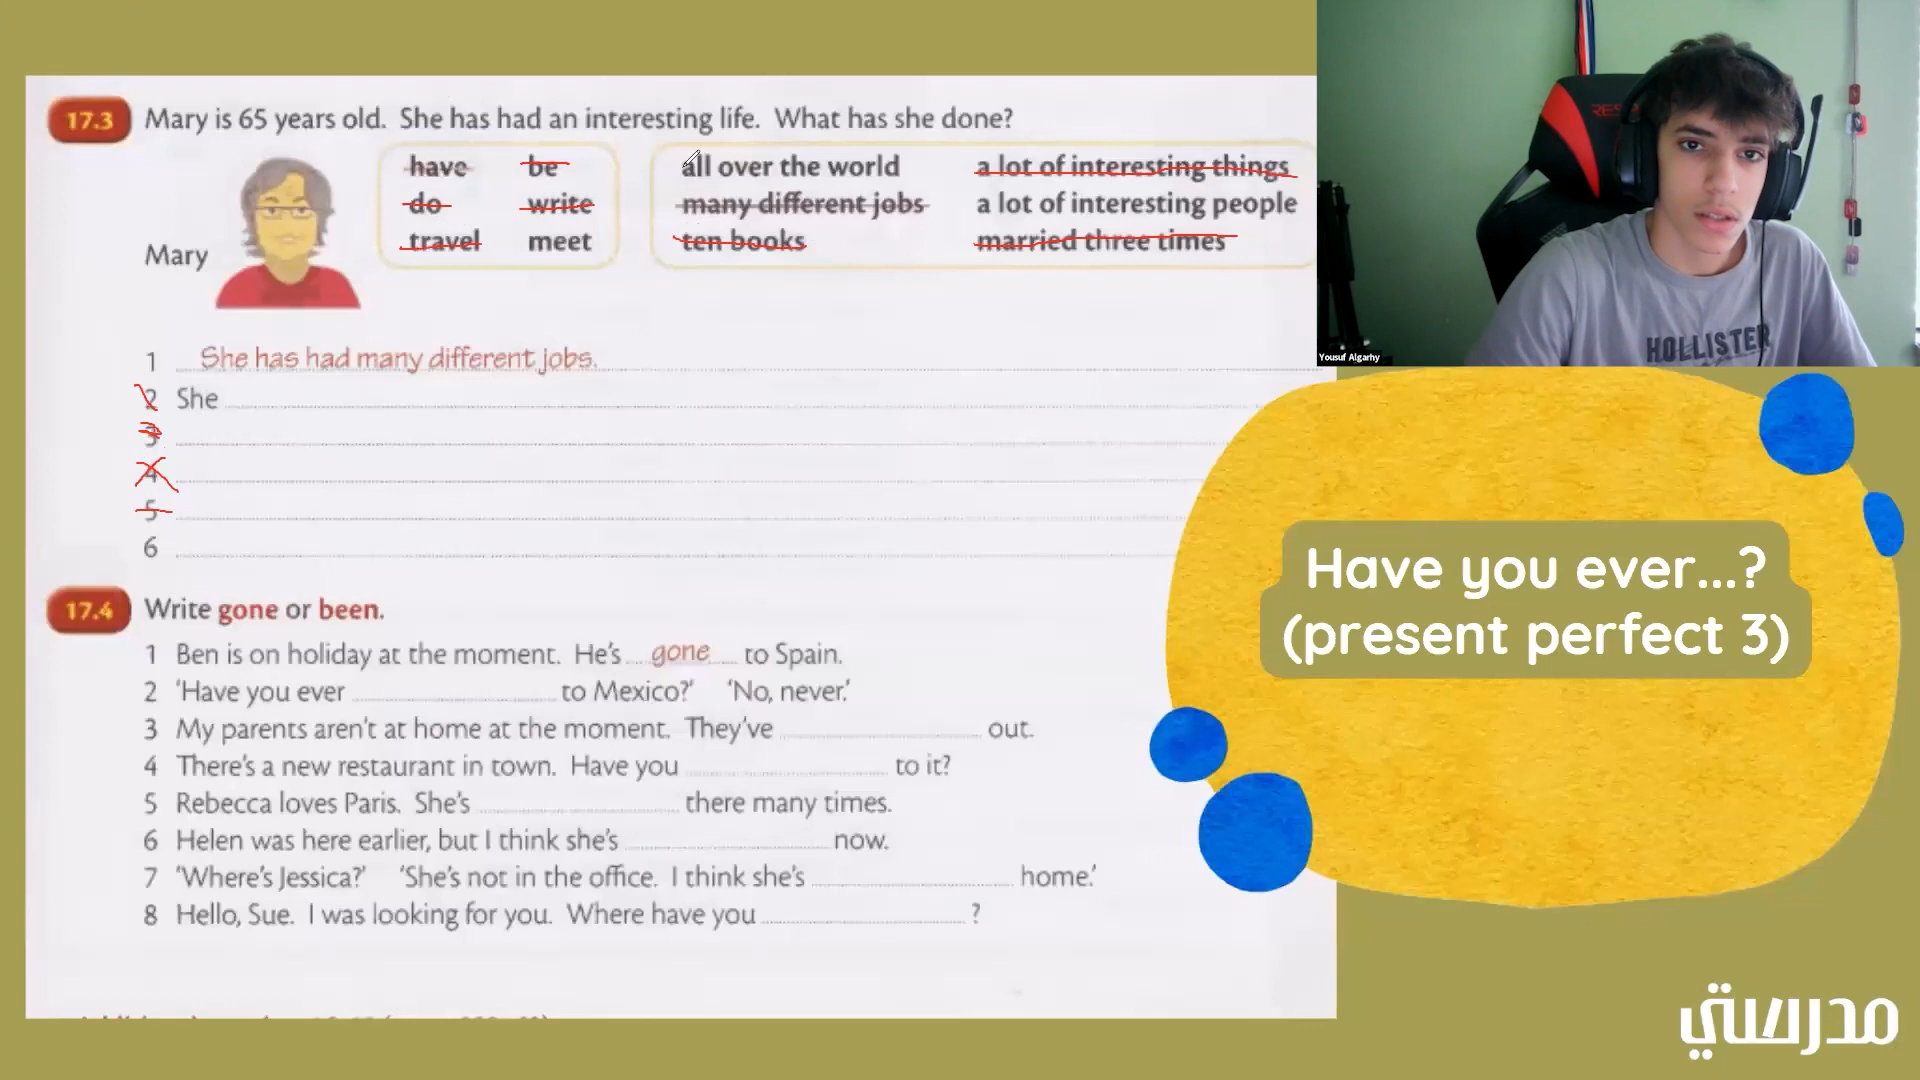 17.3 Mary is 65 years old. She has had an interesting life. What has she done?
have be
do write
travel meet
all over the world a lot of interesting things
many different jobs a lot of interesting people
ten books married three times
Mary
1 She has had many different jobs.
2 She
3
4
5
6
17.4 Write gone or been.
1 Ben is on holiday at the moment. He's gone to Spain.
2 'Have you ever to Mexico?' 'No, never.'
3 My parents aren't at home at the moment. They've out.
4 There's a new restaurant in town. Have you to it?
5 Rebecca loves Paris. She's there many times.
6 Helen was here earlier, but I think she's now.
7 'Where's Jessica?' 'She's not in the office. I think she's home.'
8 Hello, Sue. I was looking for you. Where have you ?
HOLLISTER
Yousuf Algarhy
Have you ever...?
(present perfect 3)
مدرستي